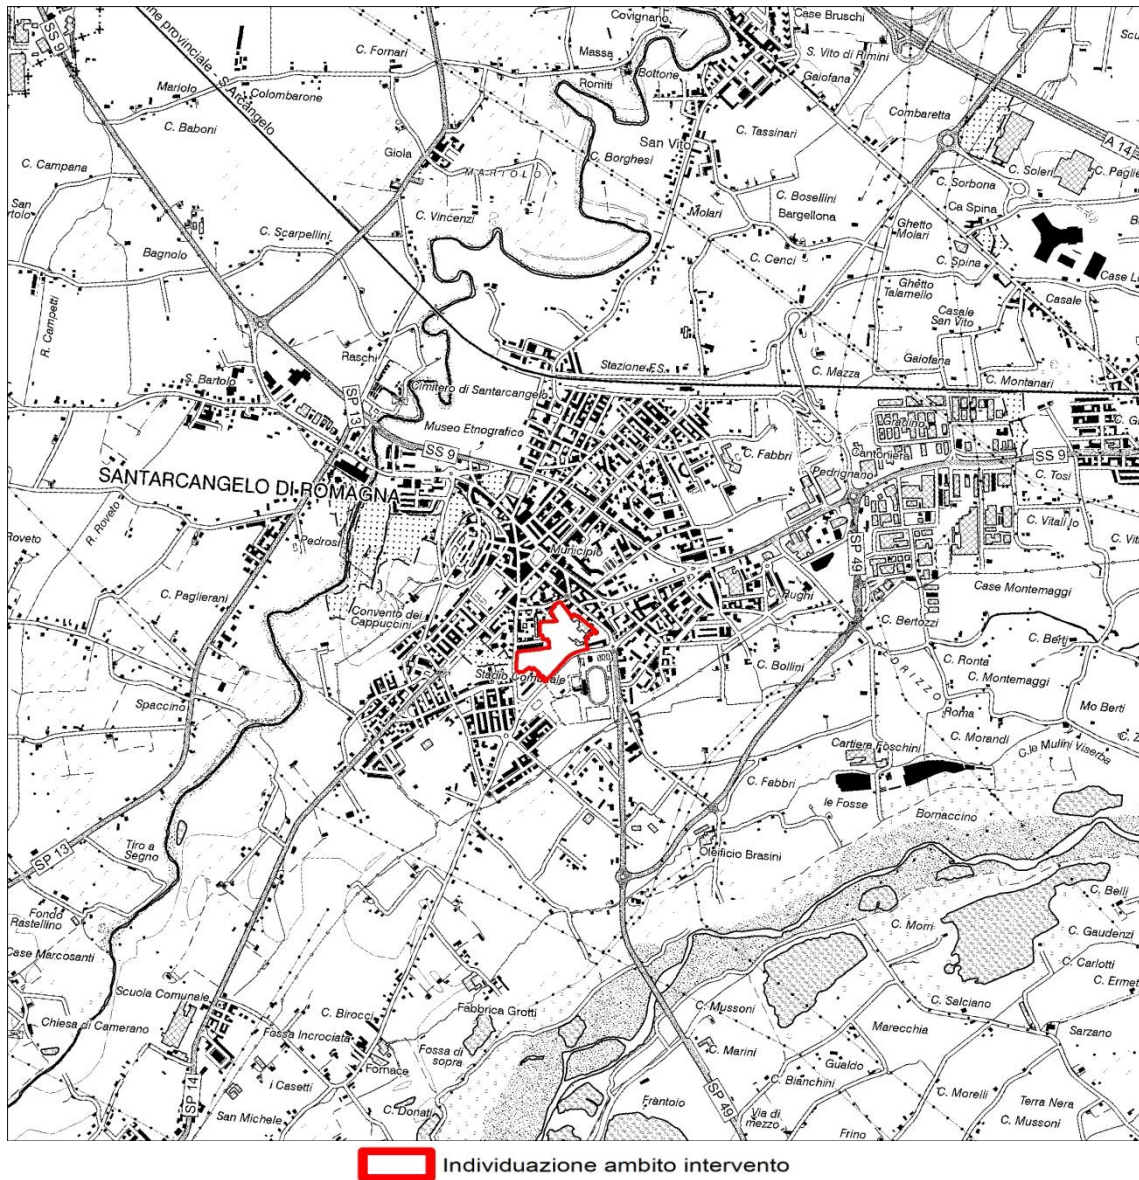 Covignano
Case Bruschi
SS 9
C. Fornari
Massa
S. Vito di Rimini
Bottone
Gaiofana
Romiti
Mariolo
Colombarone
S. Arcangelo
Combaretta
C. Baboni
C. Tassinari
San Vito
A 14
C. Campana
Giola
C. Borghesi
C. Soleri
MARIOLO
C. Sorbona
C. Bosellini
Ca Spina
C. Vincenzi
Molari
Bargellona
Ghetto
Molari
C. Scarpellini
Bagnolo
C. Cenci
C. Spina
Ghetto
Talamello
Casale
R. Campetti
Casale
San Vito
Raschi
Stazione F.S.
Gaiofana
C. Mazza
S. Bartolo
Cimitero di Santarcangelo
C. Montanari
SP 13
Museo Etnografico
Gradino
SS 9
C. Fabbri
Cantoniera
SS 9
Pedrignano
C. Tosi
SANTARCANGELO DI ROMAGNA
R. Roveto
Pedrosi
Roveto
Municipio
SP 49
Case Montemaggi
C. Paglierani
C. Rughi
Convento dei
Cappuccini
C. Bertozzi
C. Berti
C. Bollini
C. Ronta
Stadio Comunale
C. Montemaggi
Spaccino
Roma
Mo Berti
C. Morandi
Cartiera Foschini
C.le Mulini Viserba
C. Fabbri
le Fosse
Bornaccino
Tiro a
Segno
SP 13
Oleificio Brasini
C. Belli
Fondo
Rastellino
C. Morri
C. Gaudenzi
Case Marcosanti
C. Carlotti
Scuola Comunale
C. Salciano
C. Birocci
Fabbrica Grotti
C. Mussoni
Chiesa di Camerano
Fossa Incrociata
Marecchia
Sarzano
Fossa di
sopra
C. Marini
Fornace
Gualdo
i Casetti
C. Bianchini
C. Morelli
SP 14
SP 49
Terra Nera
San Michele
C. Donati
Frantoio
Via di
mezzo
Frino
C. Mussoni
Individuazione ambito intervento